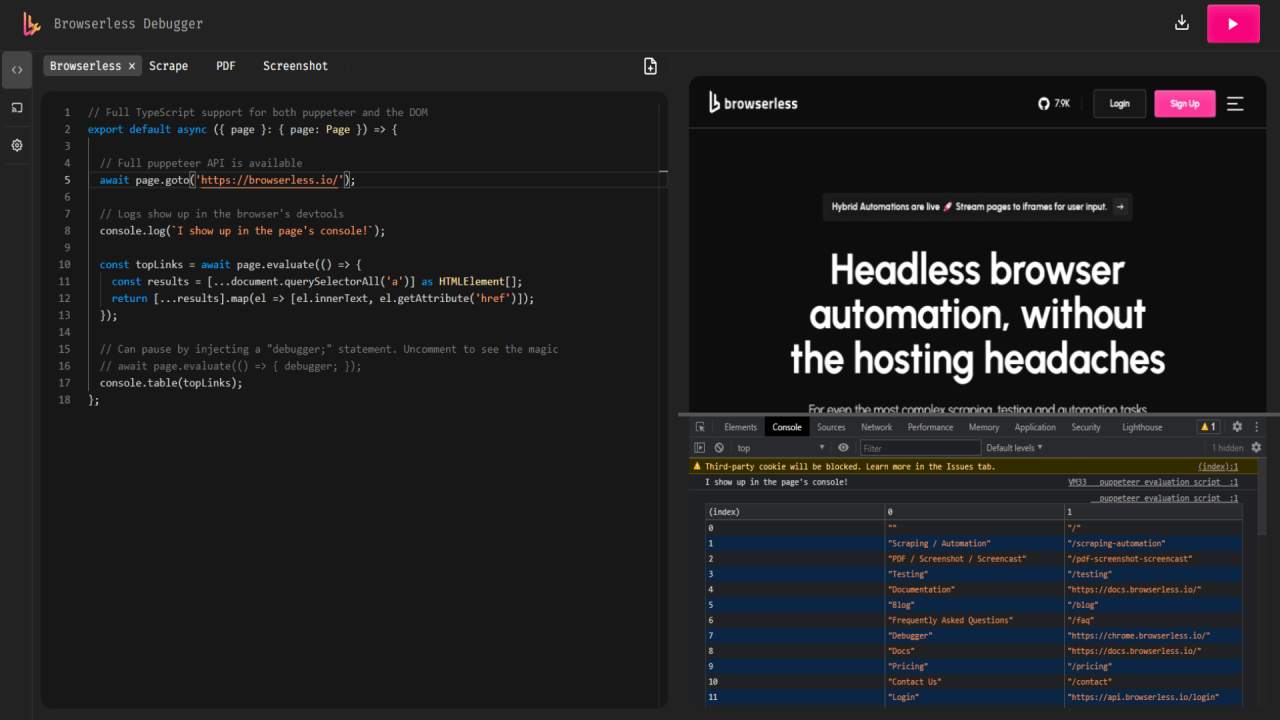 Browserless Debugger
Browserless × Scrape PDF Screenshot
1 // Full TypeScript support for both puppeteer and the DOM
2 export default async ({ page }: { page: Page }) => {
3
4 // Full puppeteer API is available
5 await page.goto('https://browserless.io/');
6
7 // Logs show up in the browser's devtools
8 console.log(`I show up in the page's console!`);
9
10 const topLinks = await page.evaluate(() => {
11 const results = [...document.querySelectorAll('a')] as HTMLElement[];
12 return [...results].map(el => [el.innerText, el.getAttribute('href')]);
13 });
14
15 // Can pause by injecting a "debugger;" statement. Uncomment to see the magic
16 // await page.evaluate(() => { debugger; });
17 console.table(topLinks);
18 };
browserless 7.9K Login Sign Up
Hybrid Automations are live 🚀 Stream pages to iframes for user input. →
Headless browser
automation, without
the hosting headaches
For even the most complex scraping, testing and automation tasks
Elements Console Sources Network Performance Memory Application Security Lighthouse 1
top Filter Default levels 1 hidden
Third-party cookie will be blocked. Learn more in the Issues tab. (index):1
I show up in the page's console! VM33 __puppeteer_evaluation_script__:1
__puppeteer_evaluation_script__:1
(index) 0 1
0 "" "/"
1 "Scraping / Automation" "/scraping-automation"
2 "PDF / Screenshot / Screencast" "/pdf-screenshot-screencast"
3 "Testing" "/testing"
4 "Documentation" "https://docs.browserless.io/"
5 "Blog" "/blog"
6 "Frequently Asked Questions" "/faq"
7 "Debugger" "https://chrome.browserless.io/"
8 "Docs" "https://docs.browserless.io/"
9 "Pricing" "/pricing"
10 "Contact Us" "/contact"
11 "Login" "https://api.browserless.io/login"